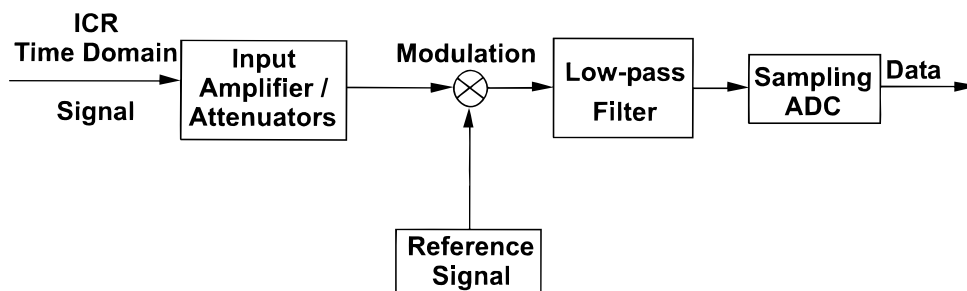 ICR
Time Domain
Signal
Input
Amplifier /
Attenuators
Modulation
Low-pass
Filter
Sampling
ADC
Data
Reference
Signal